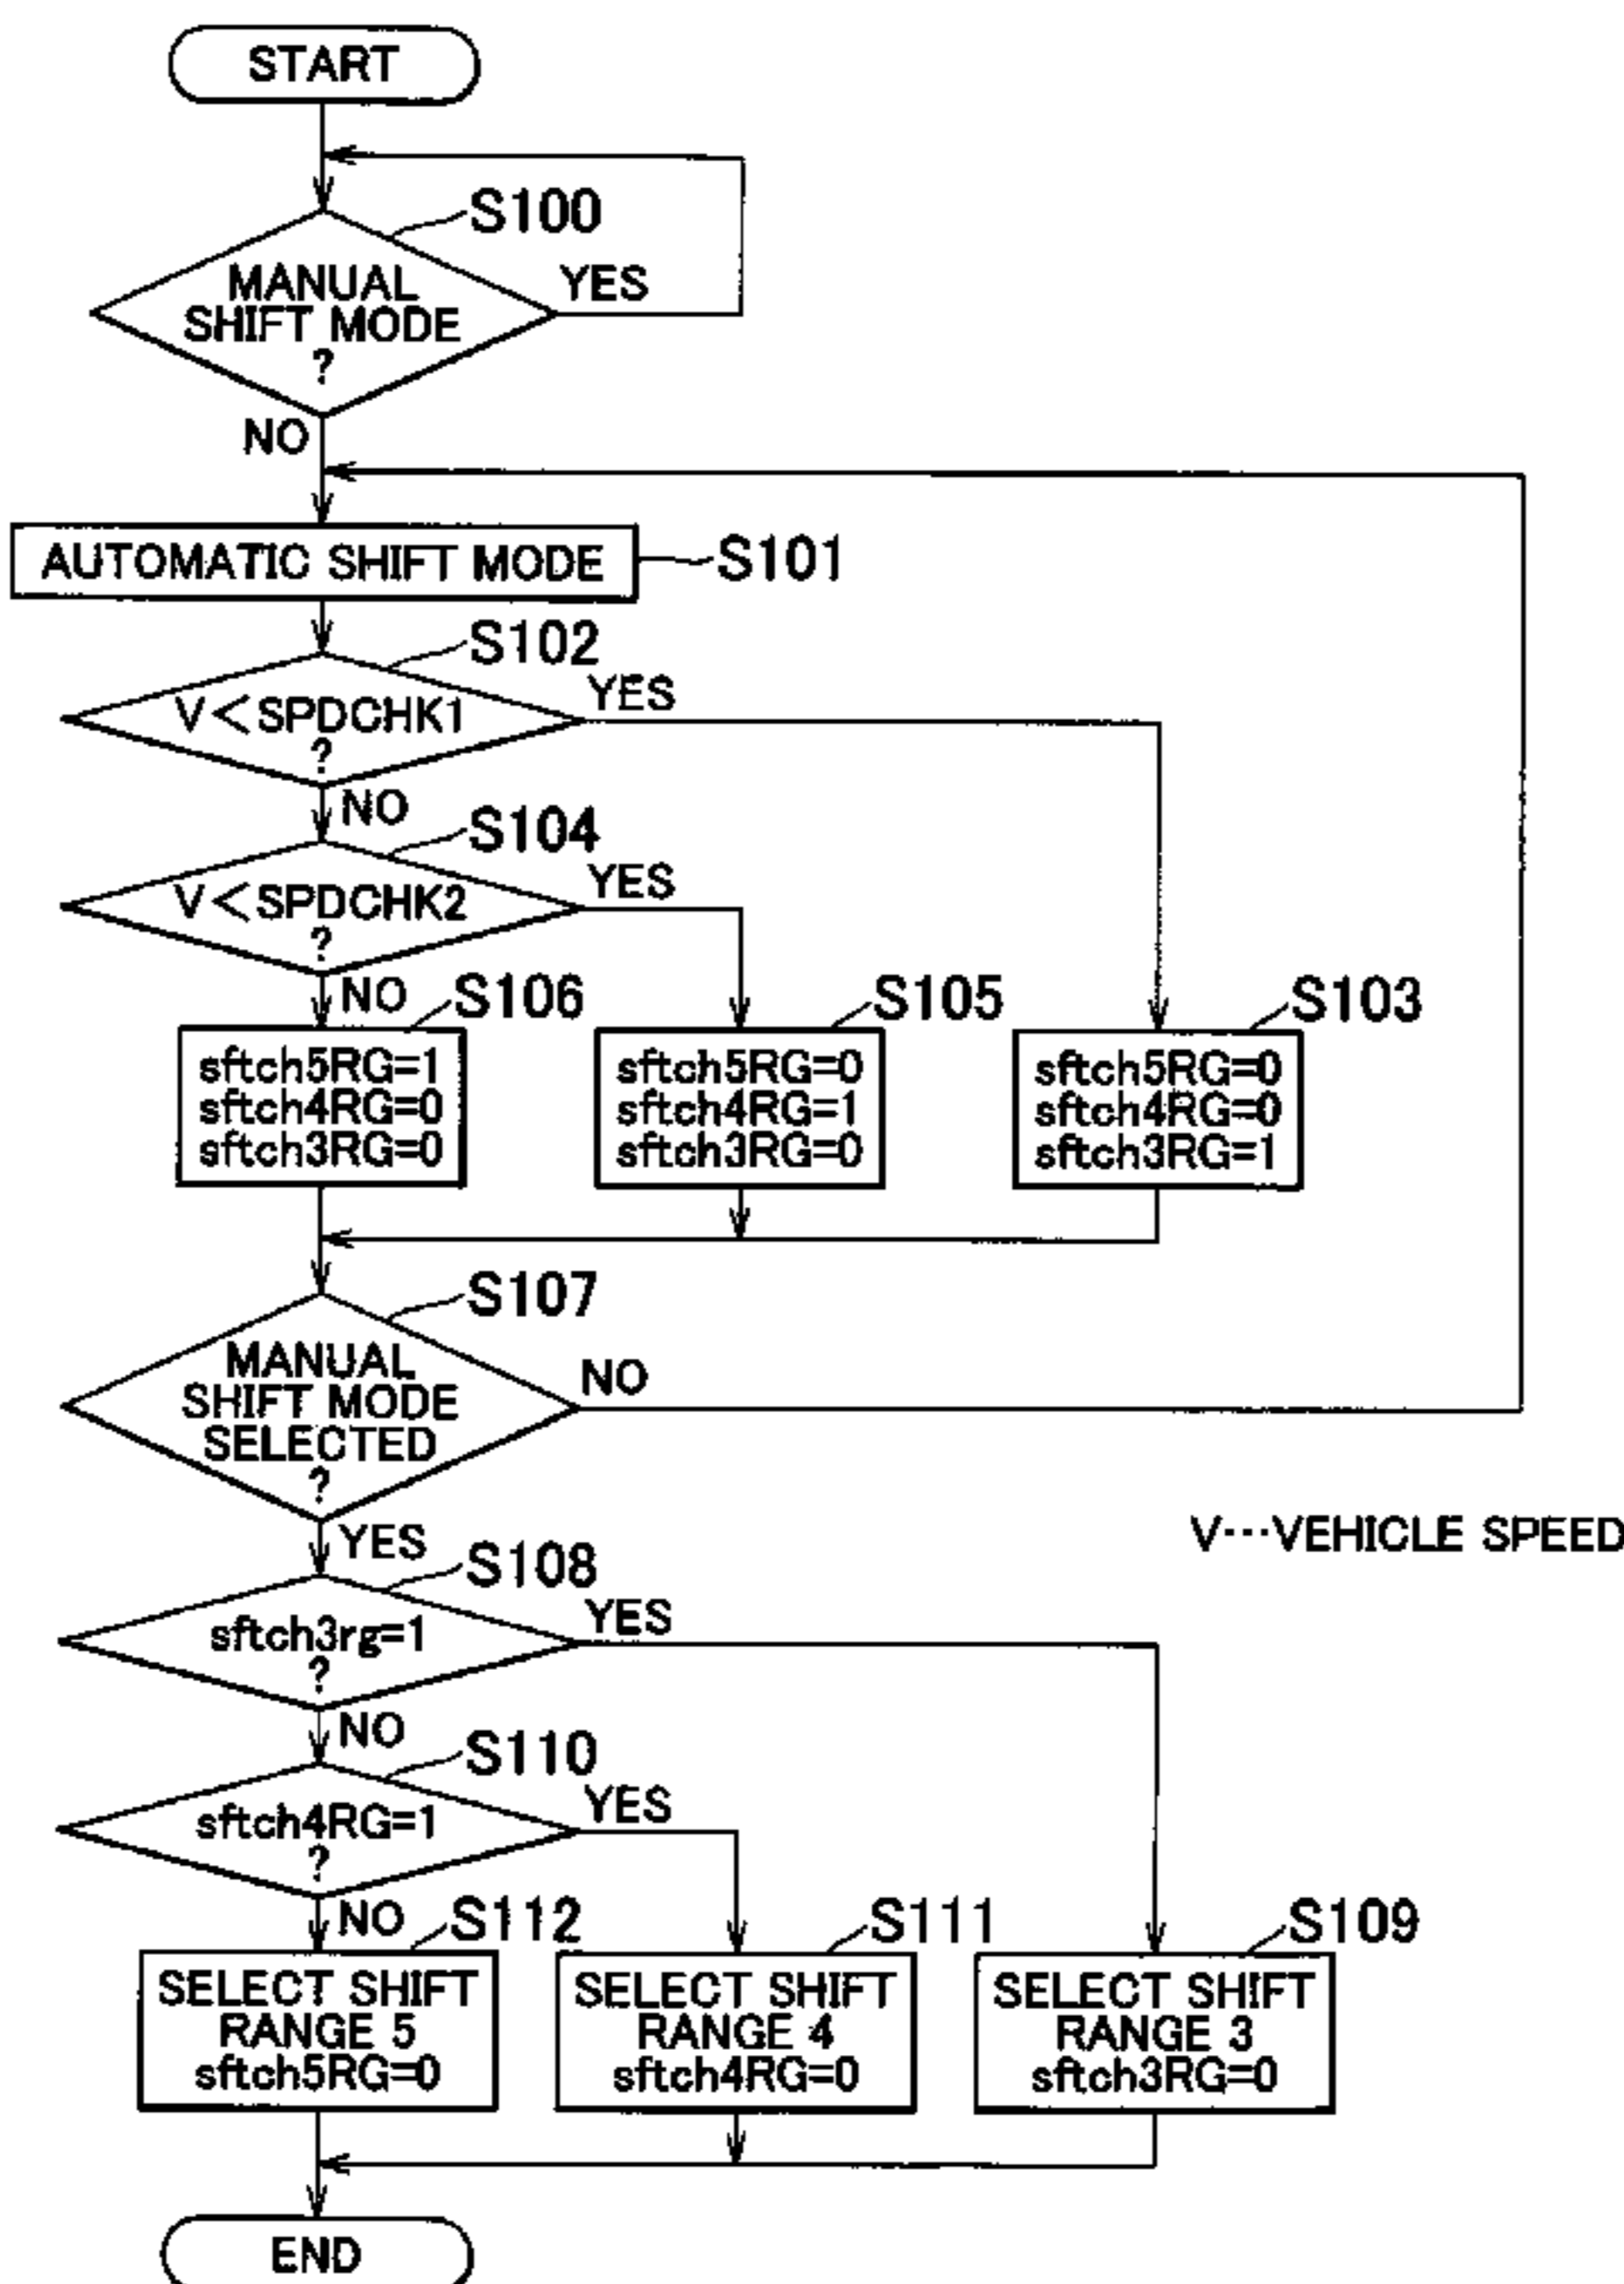 START
S100
MANUAL
SHIFT MODE
?
YES
NO
AUTOMATIC SHIFT MODE
S101
S102
V<SPDCHK1
?
YES
NO
S104
V<SPDCHK2
?
YES
NO
S106
sftch5RG=1
sftch4RG=0
sftch3RG=0
S105
sftch5RG=0
sftch4RG=1
sftch3RG=0
S103
sftch5RG=0
sftch4RG=0
sftch3RG=1
S107
MANUAL
SHIFT MODE
SELECTED
?
NO
YES
V···VEHICLE SPEED
S108
sftch3rg=1
?
YES
NO
S110
sftch4RG=1
?
YES
NO
S112
SELECT SHIFT
RANGE 5
sftch5RG=0
S111
SELECT SHIFT
RANGE 4
sftch4RG=0
S109
SELECT SHIFT
RANGE 3
sftch3RG=0
END